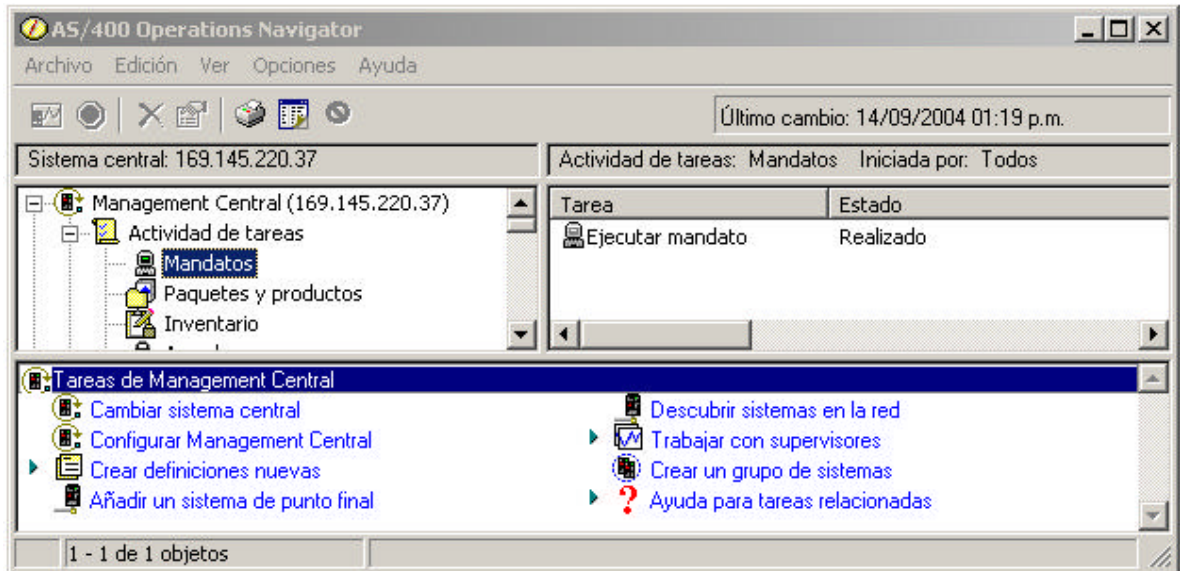 AS/400 Operations Navigator
Archivo Edición Ver Opciones Ayuda
Último cambio: 14/09/2004 01:19 p.m.
Sistema central: 169.145.220.37
Actividad de tareas: Mandatos Iniciada por: Todos
Management Central (169.145.220.37)
Actividad de tareas
Mandatos
Paquetes y productos
Inventario
Tarea Estado
Ejecutar mandato Realizado
Tareas de Management Central
Cambiar sistema central
Configurar Management Central
Crear definiciones nuevas
Añadir un sistema de punto final
Descubrir sistemas en la red
Trabajar con supervisores
Crear un grupo de sistemas
Ayuda para tareas relacionadas
1 - 1 de 1 objetos